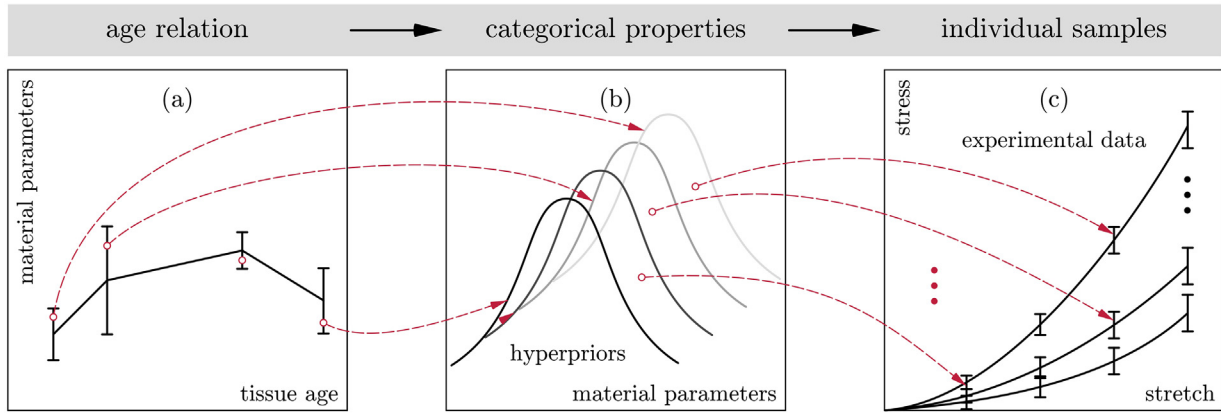 age relation
categorical properties
individual samples
(a)
material parameters
tissue age
(b)
hyperpriors
material parameters
(c)
stress
experimental data
stretch